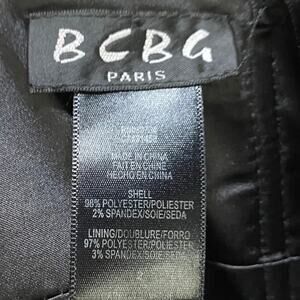 BCBG
PARIS
MADE IN CHINA
FAIT EN CHINE
HECHO EN CHINA
SHELL
98% POLYESTER/POLIESTER
2% SPANDEX/SOIE/SEDA
LINING/DOUBLURE/FORRO
97% POLYESTER/POLIESTER
3% SPANDEX/SOIE/SEDA
2